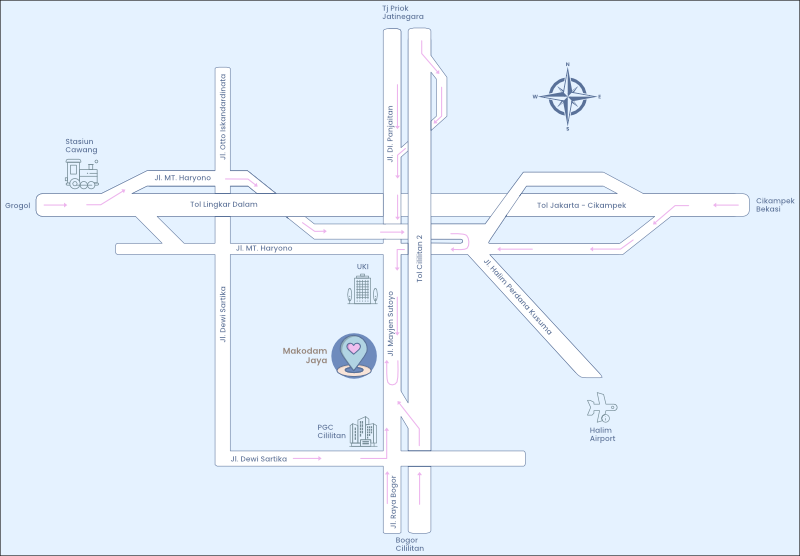 Tj Priok
Jatinegara
N
W
E
S
Jl. Otto Iskandardinata
Jl. DI. Panjaitan
Stasiun
Cawang
Jl. MT. Haryono
Grogol
Tol Lingkar Dalam
Tol Jakarta - Cikampek
Cikampek
Bekasi
Jl. MT. Haryono
Tol Cililitan 2
UKI
Jl. Halim Perdana Kusuma
Jl. Dewi Sartika
Jl. Mayjen Sutoyo
Makodam
Jaya
PGC
Cililitan
Halim
Airport
Jl. Dewi Sartika
Jl. Raya Bogor
Bogor
Cililitan